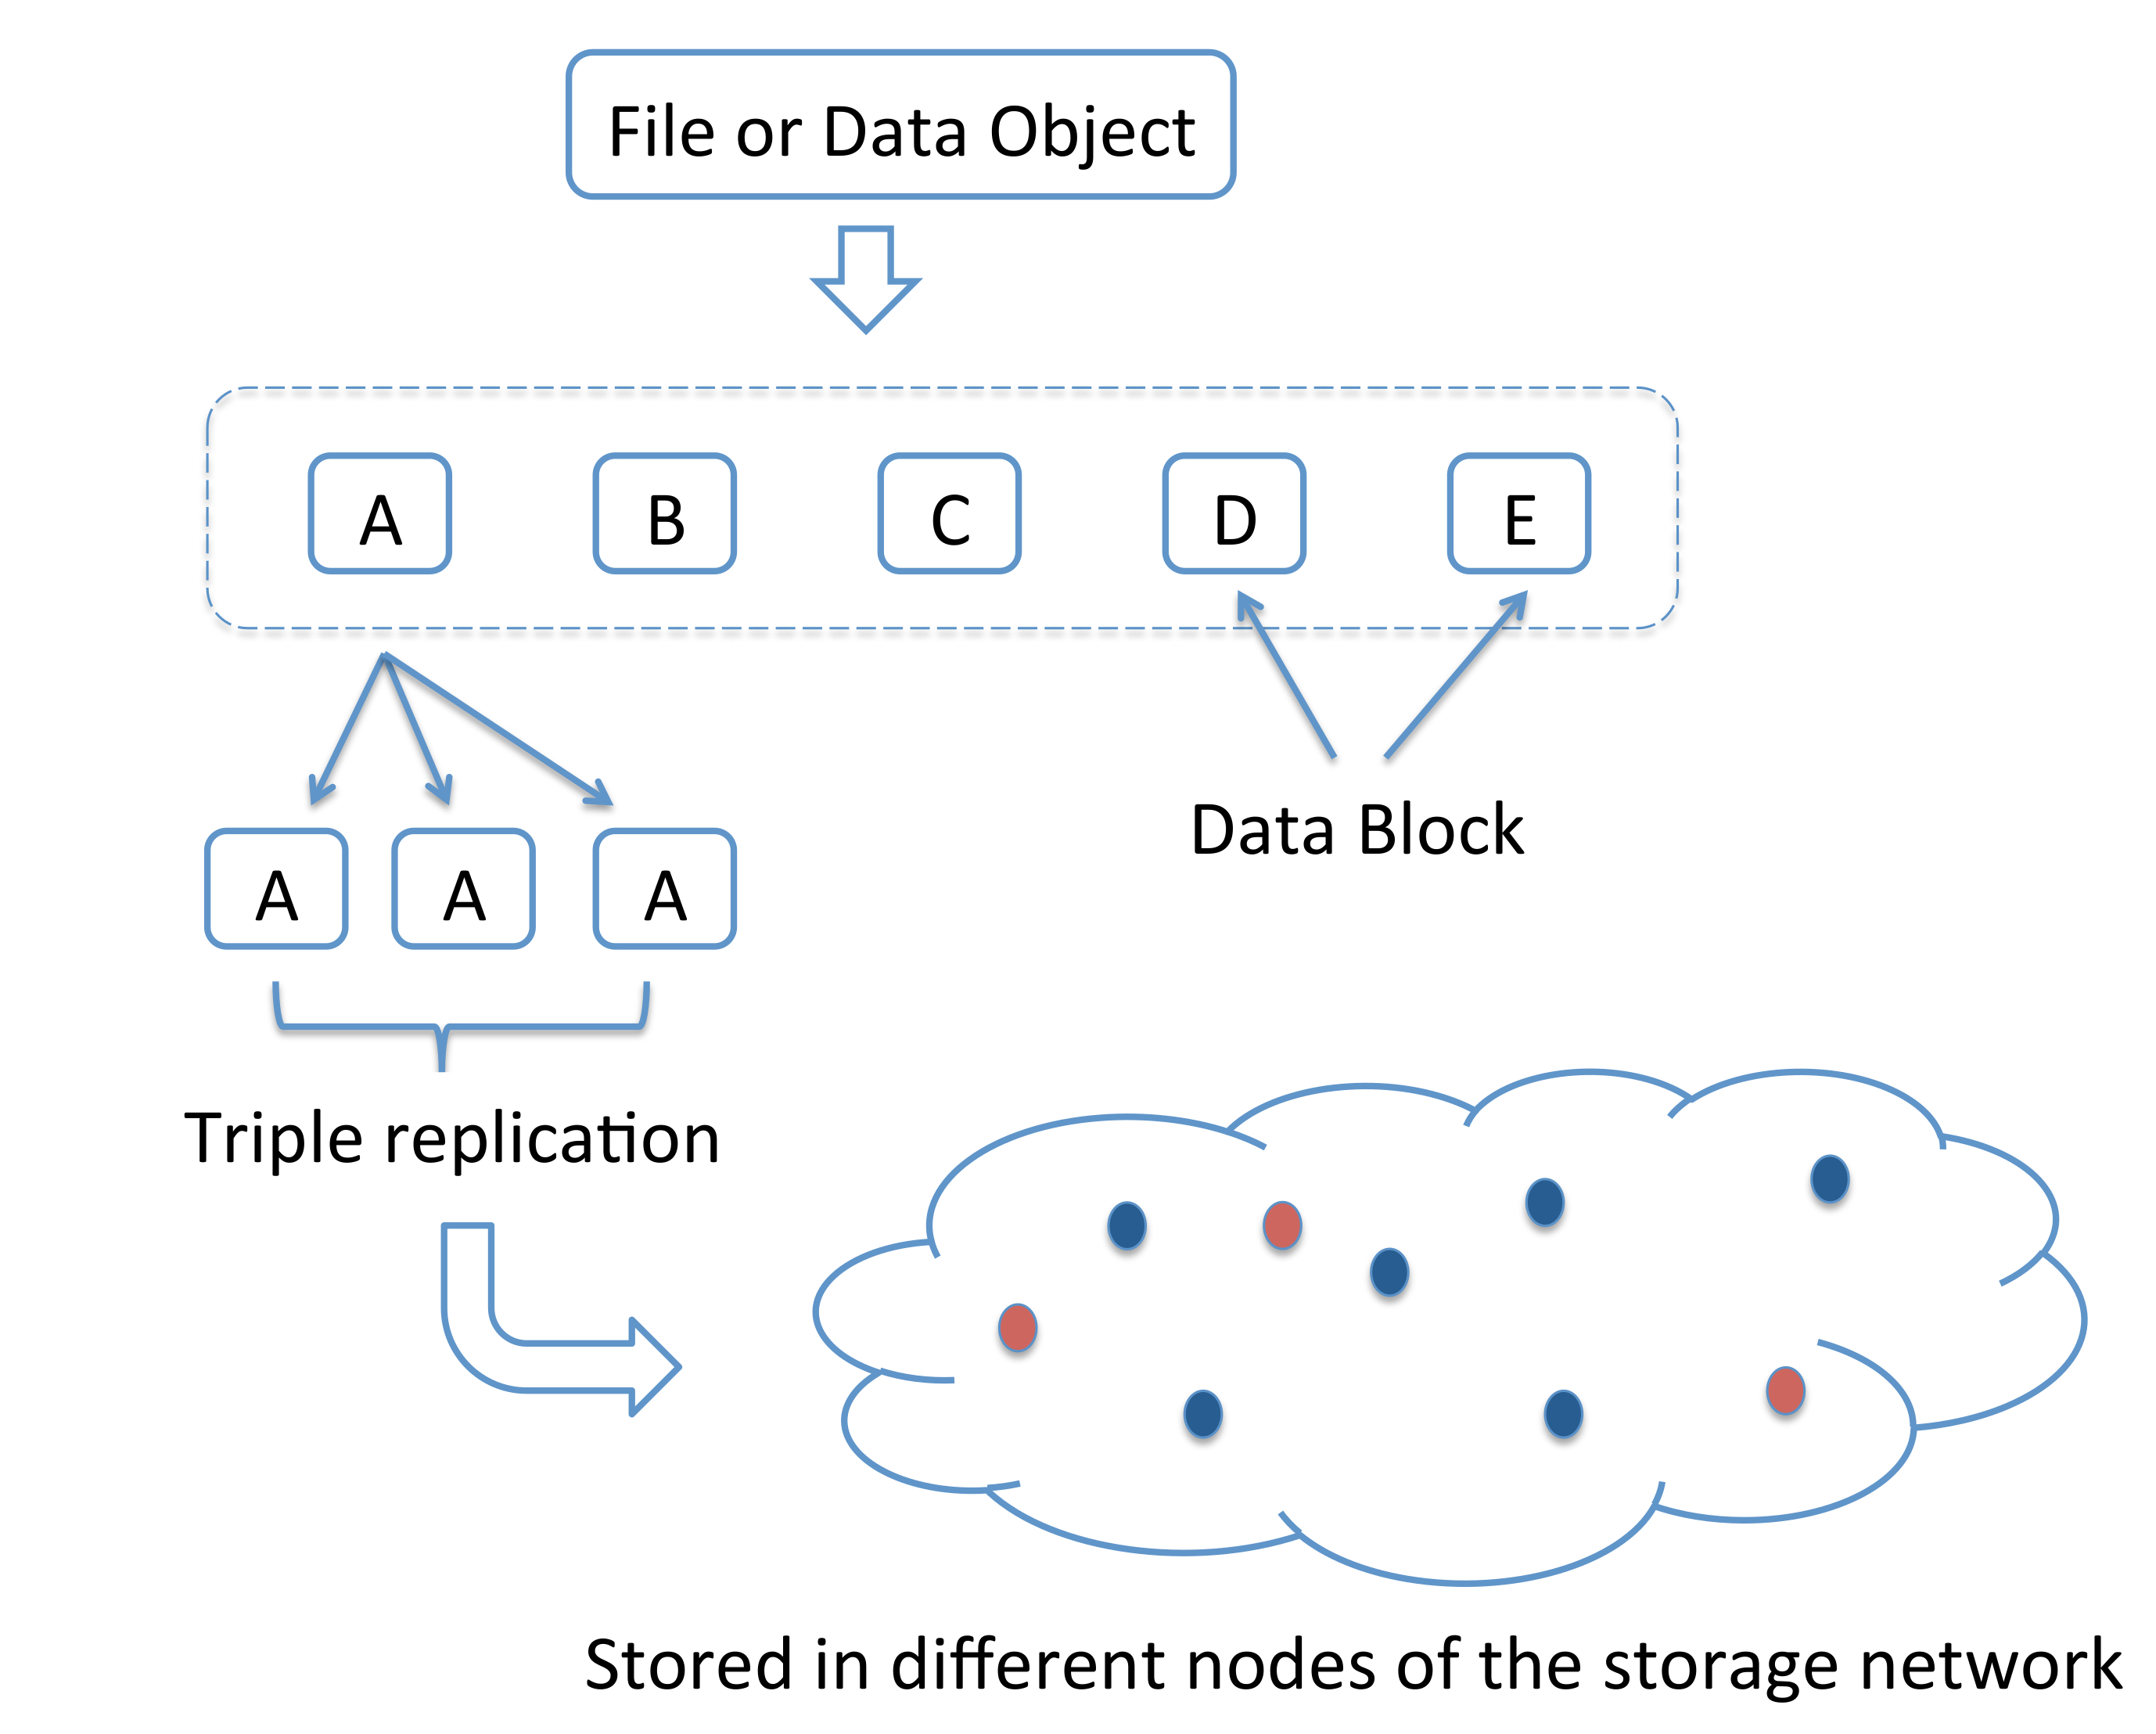 File or Data Object
A
B
C
D
E
Data Block
A
A
A
Triple replication
Stored in different nodes of the storage network